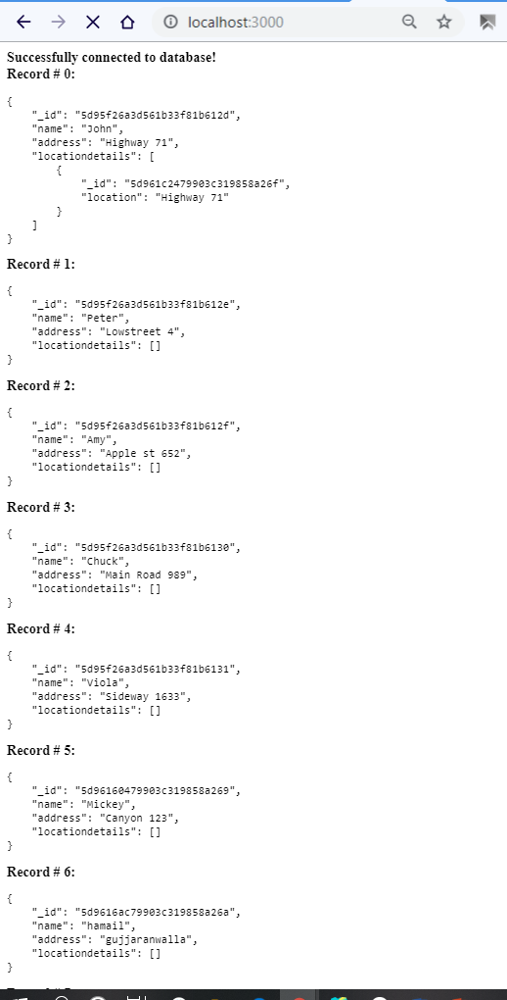 localhost:3000
Successfully connected to database!
Record # 0:
{
    "_id": "5d95f26a3d561b33f81b612d",
    "name": "John",
    "address": "Highway 71",
    "locationdetails": [
        {
            "_id": "5d961c2479903c319858a26f",
            "location": "Highway 71"
        }
    ]
}
Record # 1:
{
    "_id": "5d95f26a3d561b33f81b612e",
    "name": "Peter",
    "address": "Lowstreet 4",
    "locationdetails": []
}
Record # 2:
{
    "_id": "5d95f26a3d561b33f81b612f",
    "name": "Amy",
    "address": "Apple st 652",
    "locationdetails": []
}
Record # 3:
{
    "_id": "5d95f26a3d561b33f81b6130",
    "name": "Chuck",
    "address": "Main Road 989",
    "locationdetails": []
}
Record # 4:
{
    "_id": "5d95f26a3d561b33f81b6131",
    "name": "Viola",
    "address": "Sideway 1633",
    "locationdetails": []
}
Record # 5:
{
    "_id": "5d96160479903c319858a269",
    "name": "Mickey",
    "address": "Canyon 123",
    "locationdetails": []
}
Record # 6:
{
    "_id": "5d9616ac79903c319858a26a",
    "name": "hamail",
    "address": "gujjaranwalla",
    "locationdetails": []
}